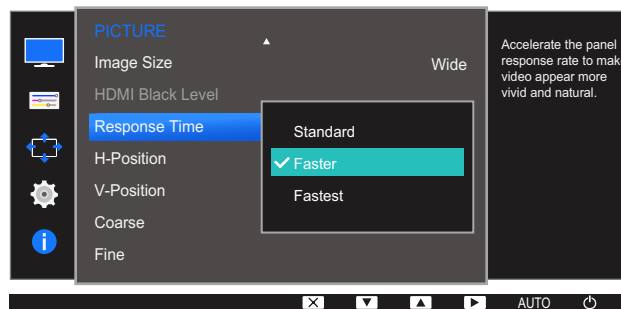 PICTURE
Image Size
Wide
HDMI Black Level
Response Time
H-Position
V-Position
Coarse
Fine
Standard
Faster
Fastest
Accelerate the panel
response rate to mak
video appear more
vivid and natural.
AUTO